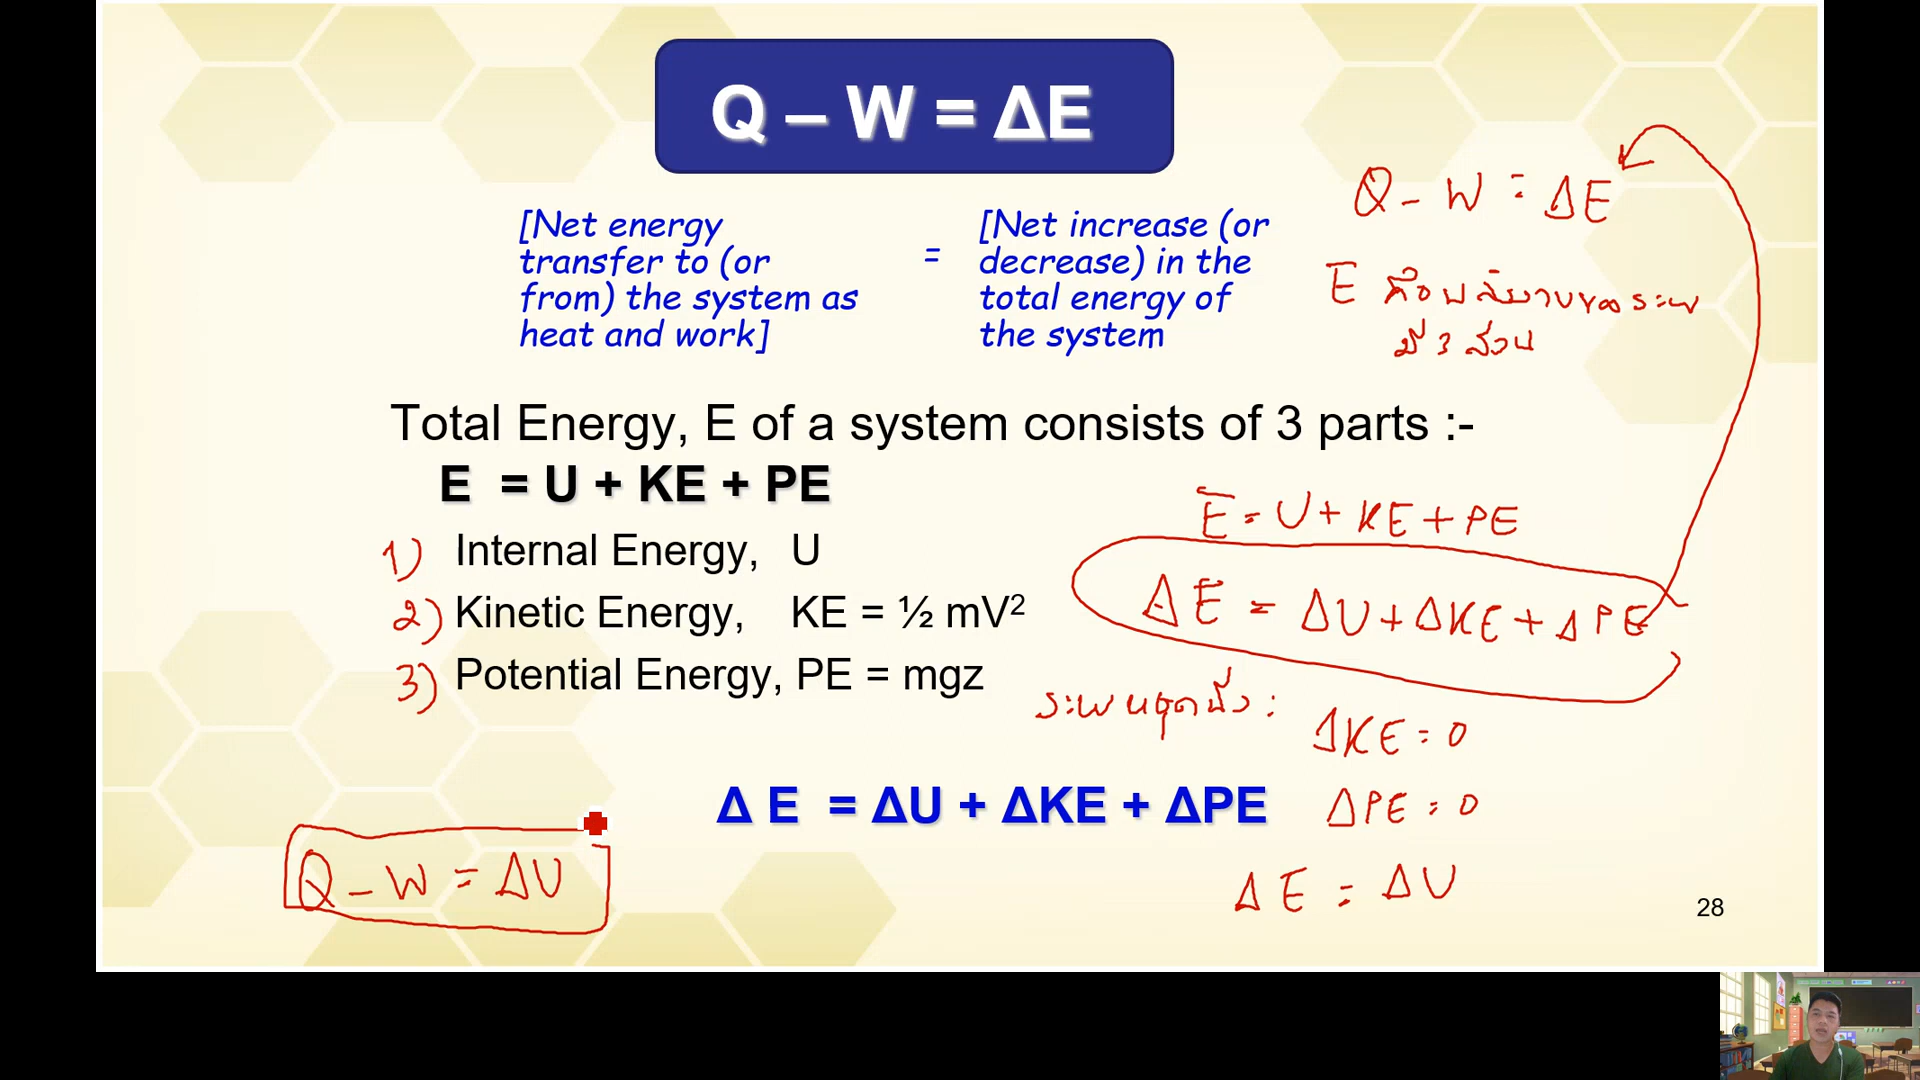 Q – W = ΔE
[Net energy transfer to (or from) the system as heat and work]
=
[Net increase (or decrease) in the total energy of the system
Q - W = ΔE
E คือพลังงานของระบบ
มี 3 ส่วน
Total Energy, E of a system consists of 3 parts :-
E = U + KE + PE
1) Internal Energy, U
2) Kinetic Energy, KE = ½ mV²
3) Potential Energy, PE = mgz
E = U + KE + PE
ΔE = ΔU + ΔKE + ΔPE
ระบบหยุดนิ่ง :
ΔKE = 0
ΔPE = 0
ΔE = ΔU
Δ E = ΔU + ΔKE + ΔPE
Q - W = ΔU
28